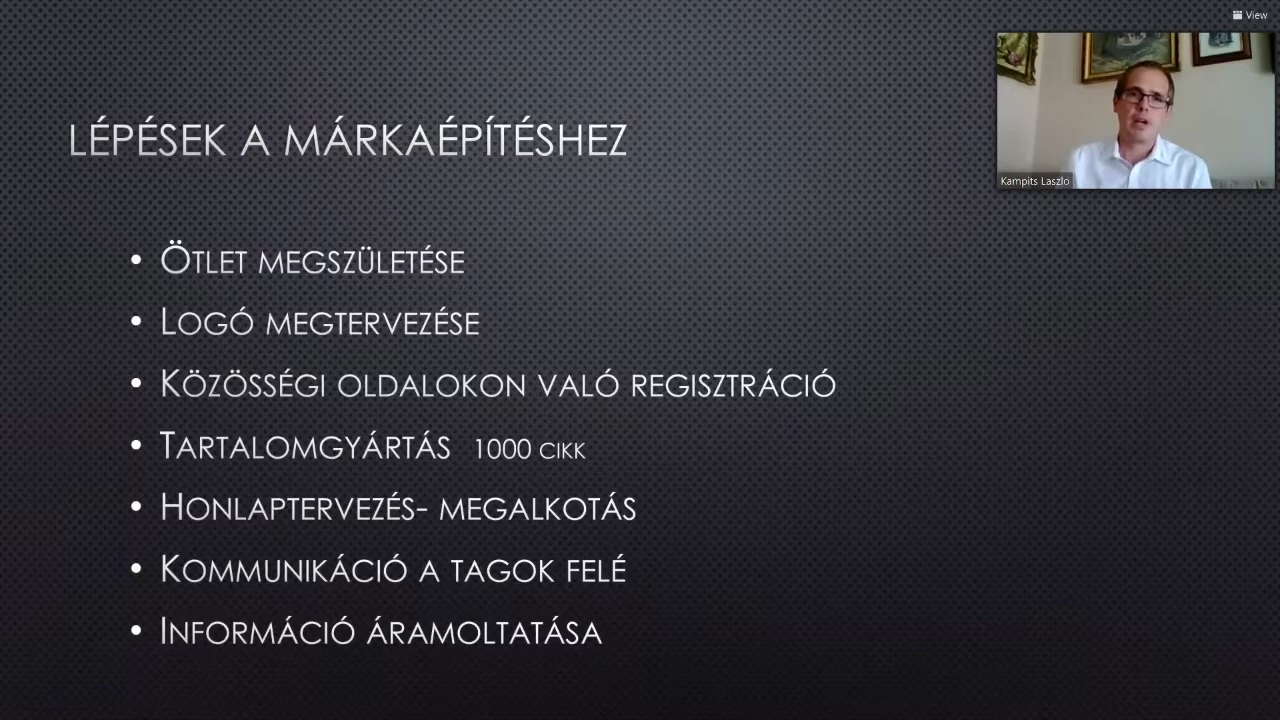 View
Kampits Laszlo
LÉPÉSEK A MÁRKAÉPÍTÉSHEZ
• ÖTLET MEGSZÜLETÉSE
• LOGÓ MEGTERVEZÉSE
• KÖZÖSSÉGI OLDALOKON VALÓ REGISZTRÁCIÓ
• TARTALOMGYÁRTÁS 1000 CIKK
• HONLAPTERVEZÉS- MEGALKOTÁS
• KOMMUNIKÁCIÓ A TAGOK FELÉ
• INFORMÁCIÓ ÁRAMOLTATÁSA